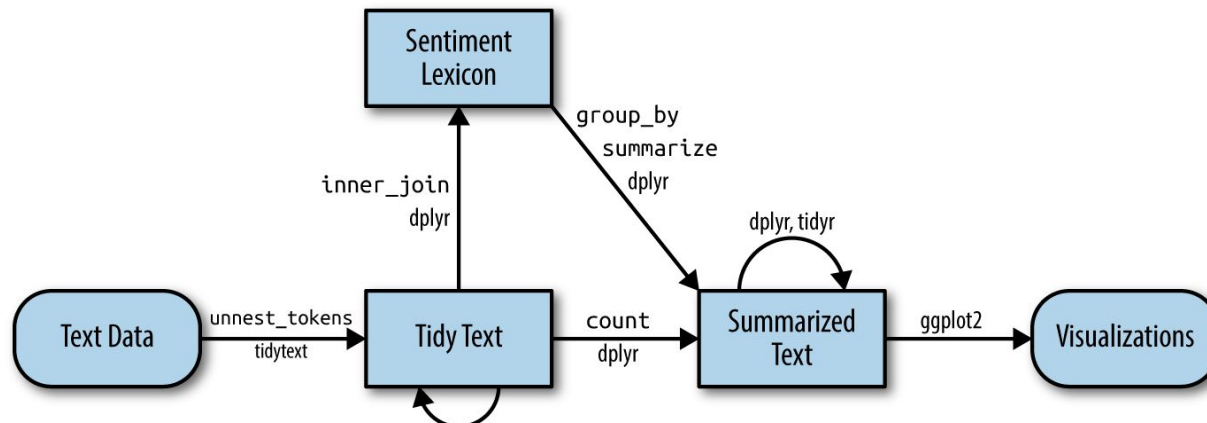 Sentiment
Lexicon
group_by
summarize
dplyr
inner_join
dplyr
dplyr, tidyr
Text Data
unnest_tokens
tidytext
Tidy Text
count
dplyr
Summarized
Text
ggplot2
Visualizations